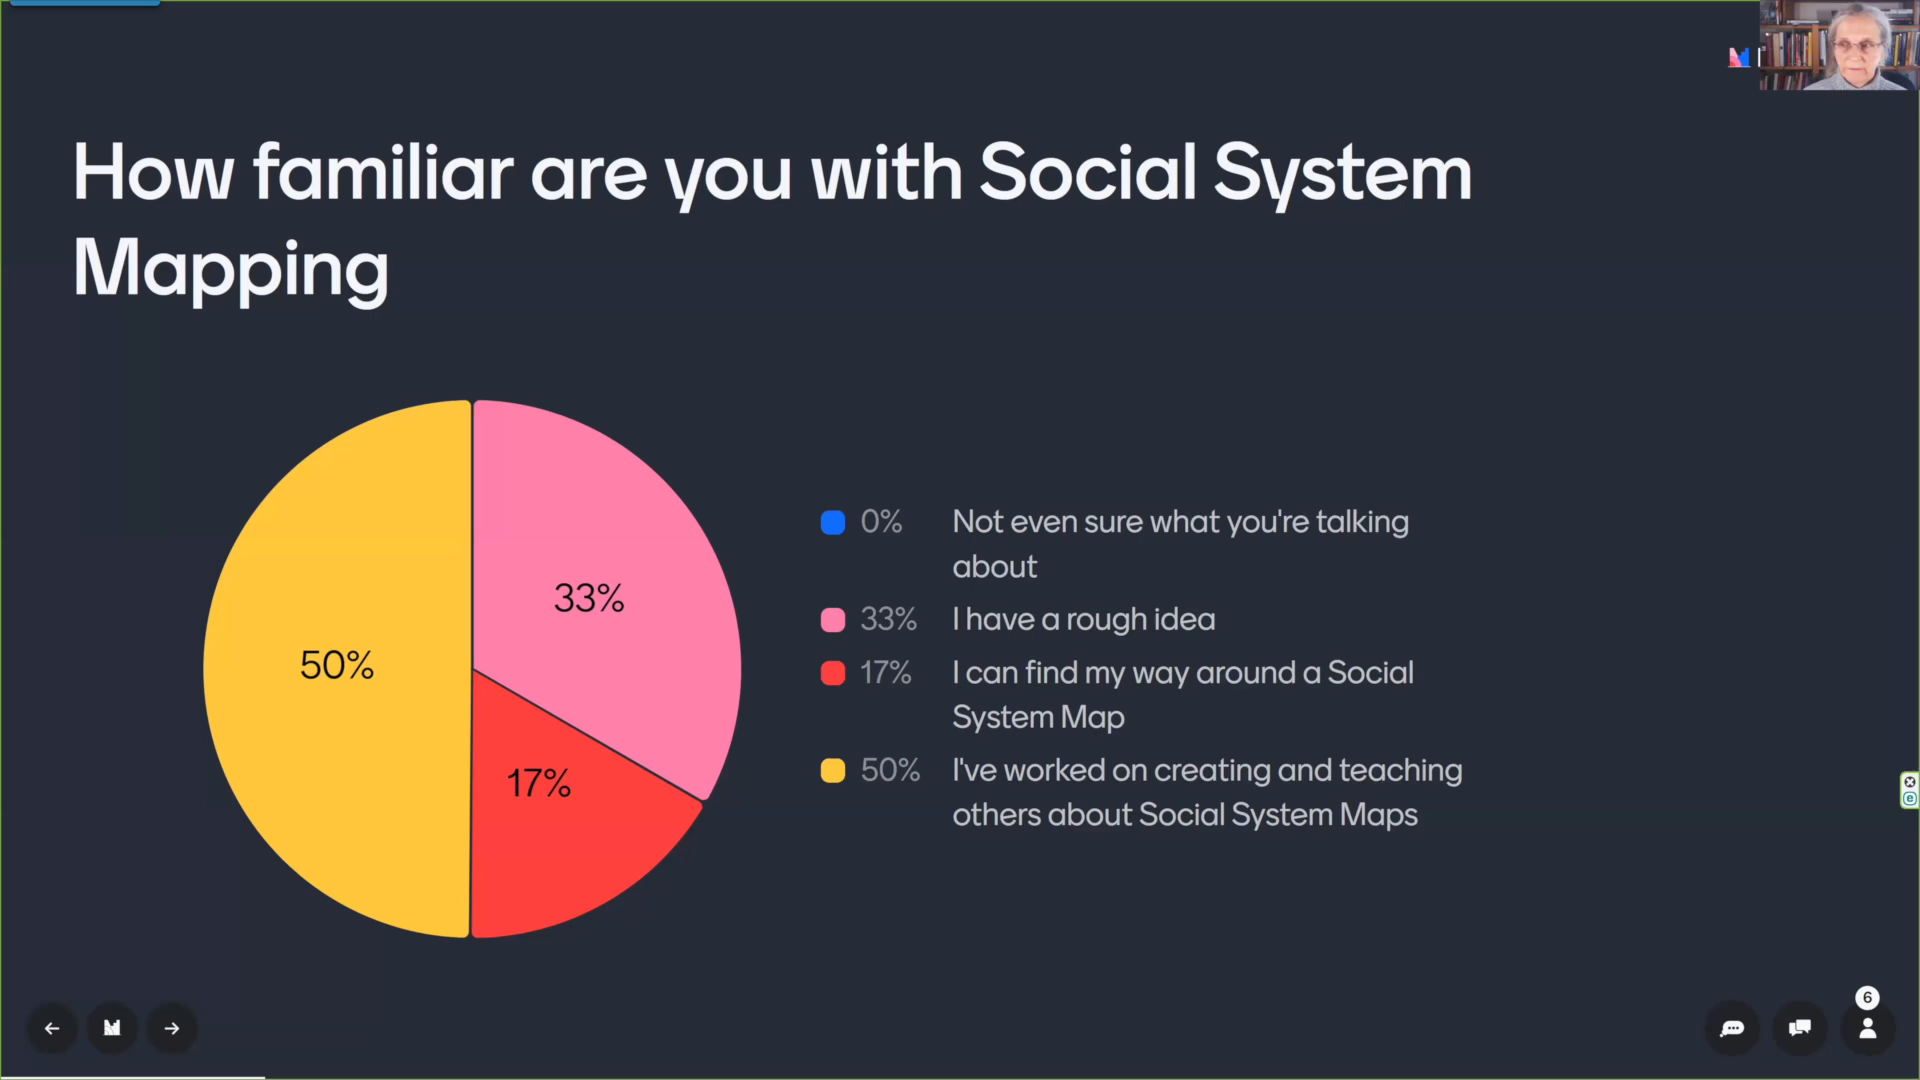 How familiar are you with Social System
Mapping
33%
50%
17%
0% Not even sure what you're talking
about
33% I have a rough idea
17% I can find my way around a Social
System Map
50% I've worked on creating and teaching
others about Social System Maps
6